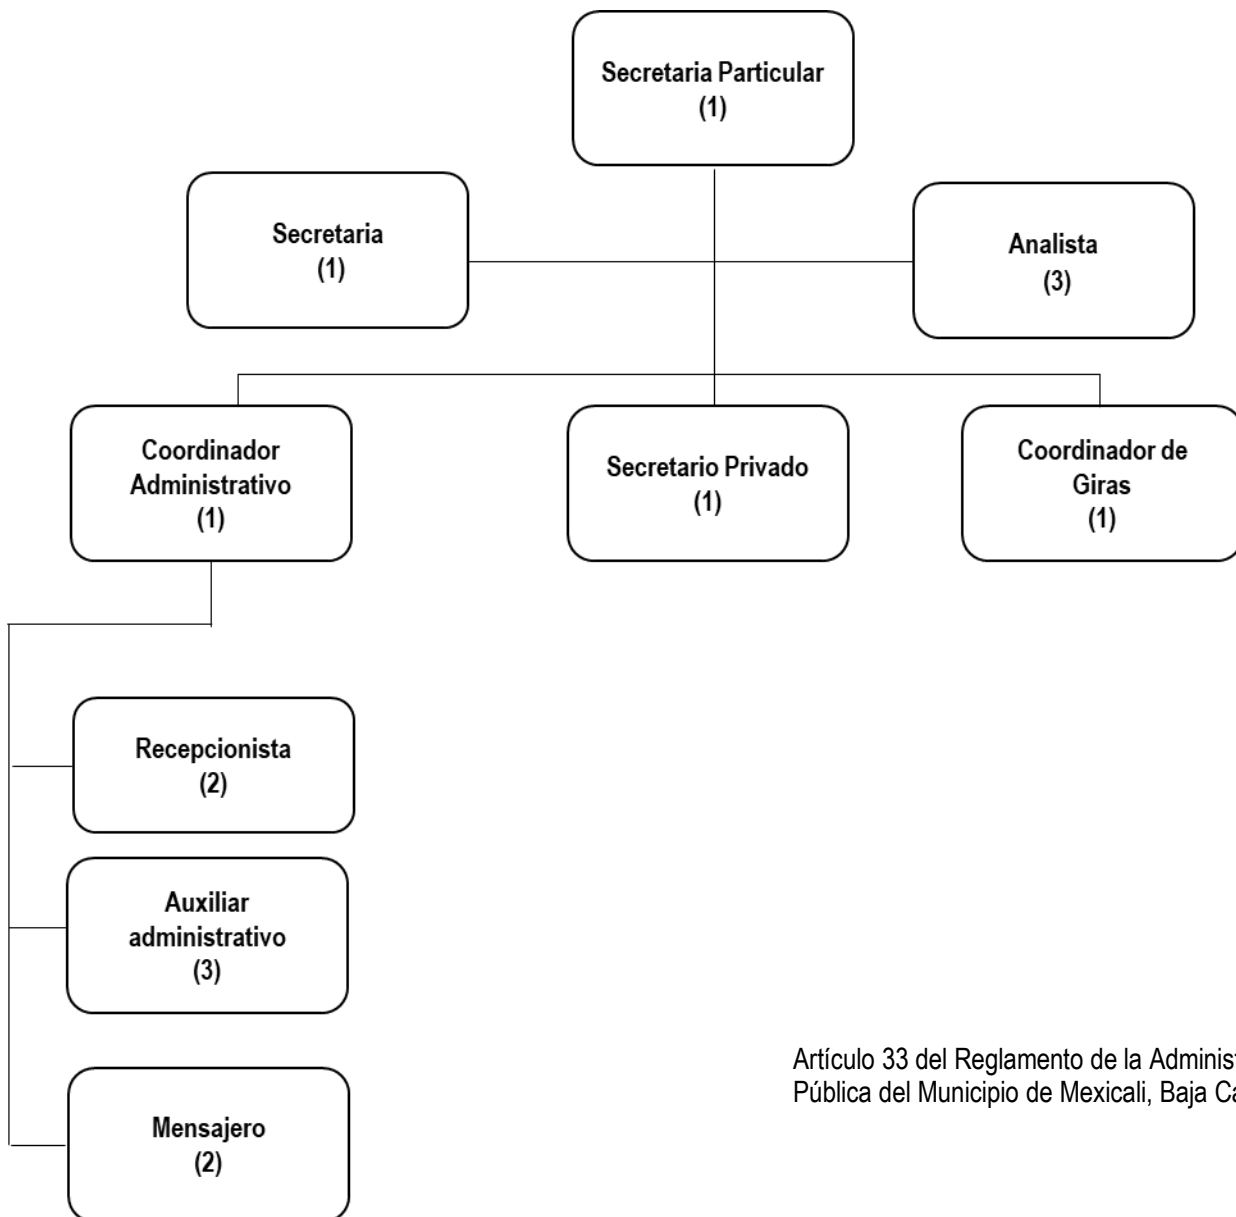 Secretaria Particular
(1)
Secretaria
(1)
Analista
(3)
Coordinador
Administrativo
(1)
Secretario Privado
(1)
Coordinador de
Giras
(1)
Recepcionista
(2)
Auxiliar
administrativo
(3)
Mensajero
(2)
Artículo 33 del Reglamento de la Adminis
Pública del Municipio de Mexicali, Baja Ca